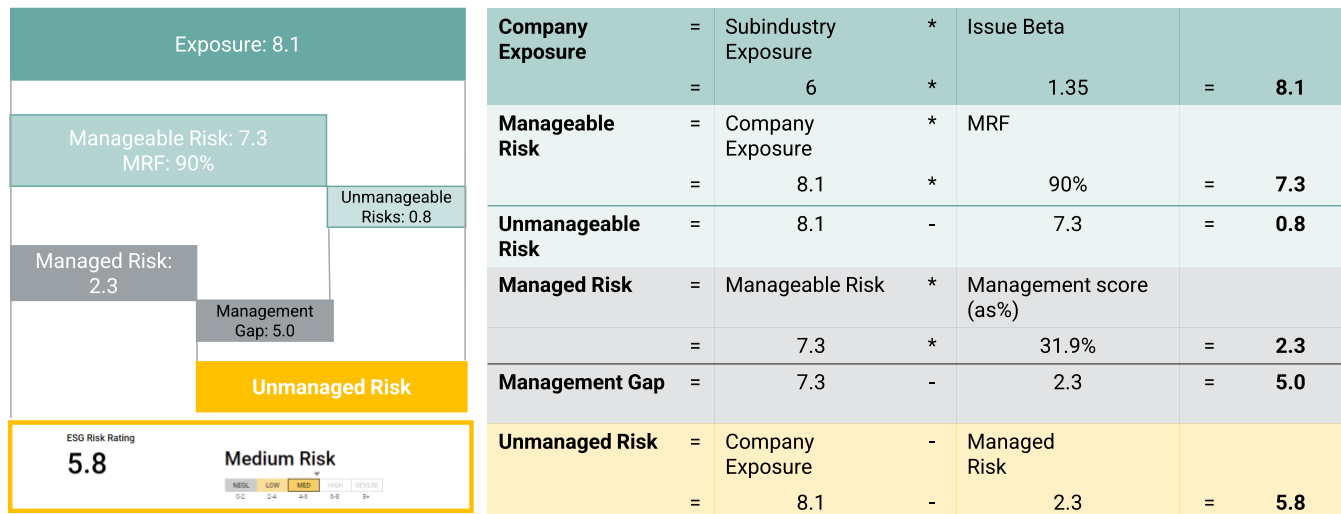 Exposure: 8.1
Manageable Risk: 7.3
MRF: 90%
Unmanageable
Risks: 0.8
Managed Risk:
2.3
Management
Gap: 5.0
Unmanaged Risk
ESG Risk Rating
5.8
Medium Risk
NEGL LOW MED HIGH SEVERE
0-2 2-4 4-6 6-8 8+
Company = Subindustry * Issue Beta
Exposure Exposure
= 6 * 1.35 = 8.1
Manageable = Company * MRF
Risk Exposure
= 8.1 * 90% = 7.3
Unmanageable = 8.1 - 7.3 = 0.8
Risk
Managed Risk = Manageable Risk * Management score
(as%)
= 7.3 * 31.9% = 2.3
Management Gap = 7.3 - 2.3 = 5.0
Unmanaged Risk = Company - Managed
Exposure Risk
= 8.1 - 2.3 = 5.8